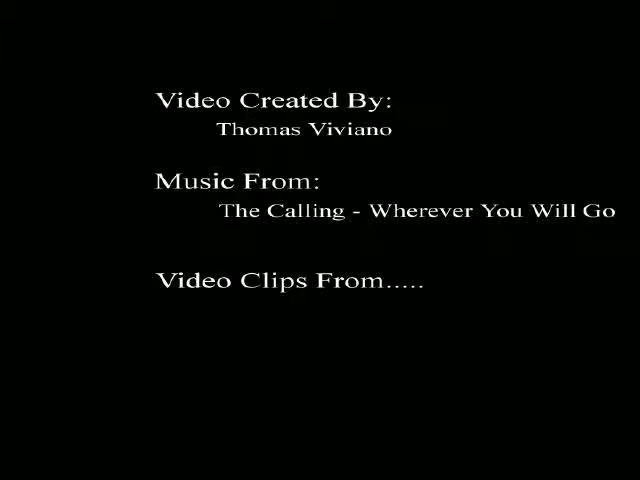 Video Created By:
Thomas Viviano
Music From:
The Calling - Wherever You Will Go
Video Clips From.....